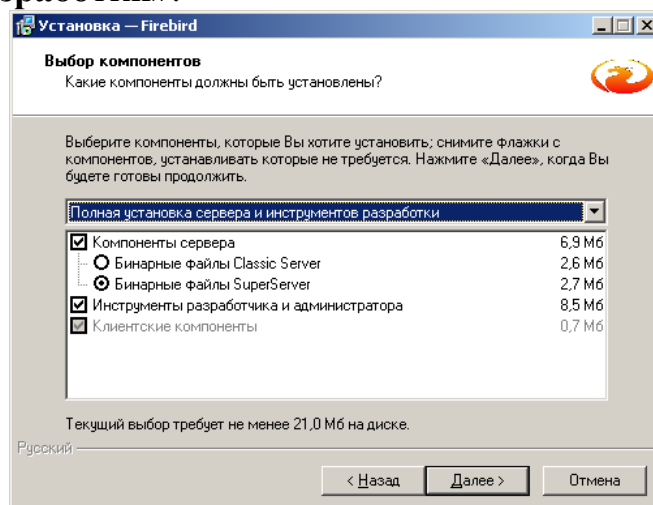 Установка — Firebird
Выбор компонентов
Какие компоненты должны быть установлены?
Выберите компоненты, которые Вы хотите установить; снимите флажки с
компонентов, устанавливать которые не требуется. Нажмите «Далее», когда Вы
будете готовы продолжить.
Полная установка сервера и инструментов разработки
Компоненты сервера 6,9 Мб
Бинарные файлы Classic Server 2,6 Мб
Бинарные файлы SuperServer 2,7 Мб
Инструменты разработчика и администратора 8,5 Мб
Клиентские компоненты 0,7 Мб
Текущий выбор требует не менее 21,0 Мб на диске.
Русский
< Назад Далее > Отмена